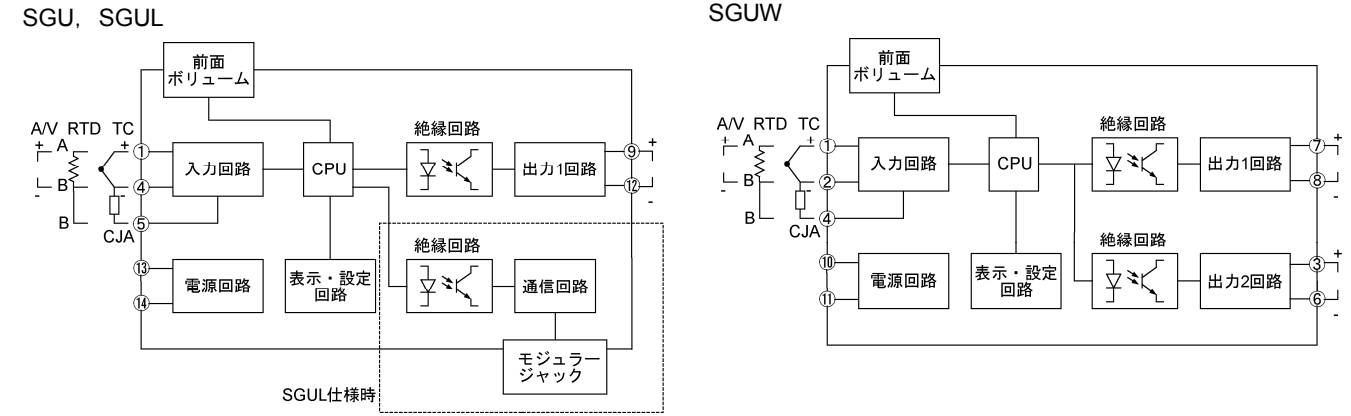 SGU, SGUL
前面
ボリューム
A/V RTD TC
+ A +
- B -
B
CJA
① 
④
⑤
⑬
⑭
入力回路
CPU
絶縁回路
出力1回路
⑨ +
⑫ -
電源回路
表示・設定
回路
絶縁回路
通信回路
モジュラー
ジャック
SGUL仕様時
SGUW
前面
ボリューム
A/V RTD TC
+ A +
- B -
B
CJA
①
②
④
⑩
⑪
入力回路
CPU
絶縁回路
出力1回路
⑦ +
⑧ -
電源回路
表示・設定
回路
絶縁回路
出力2回路
③ +
⑥ -